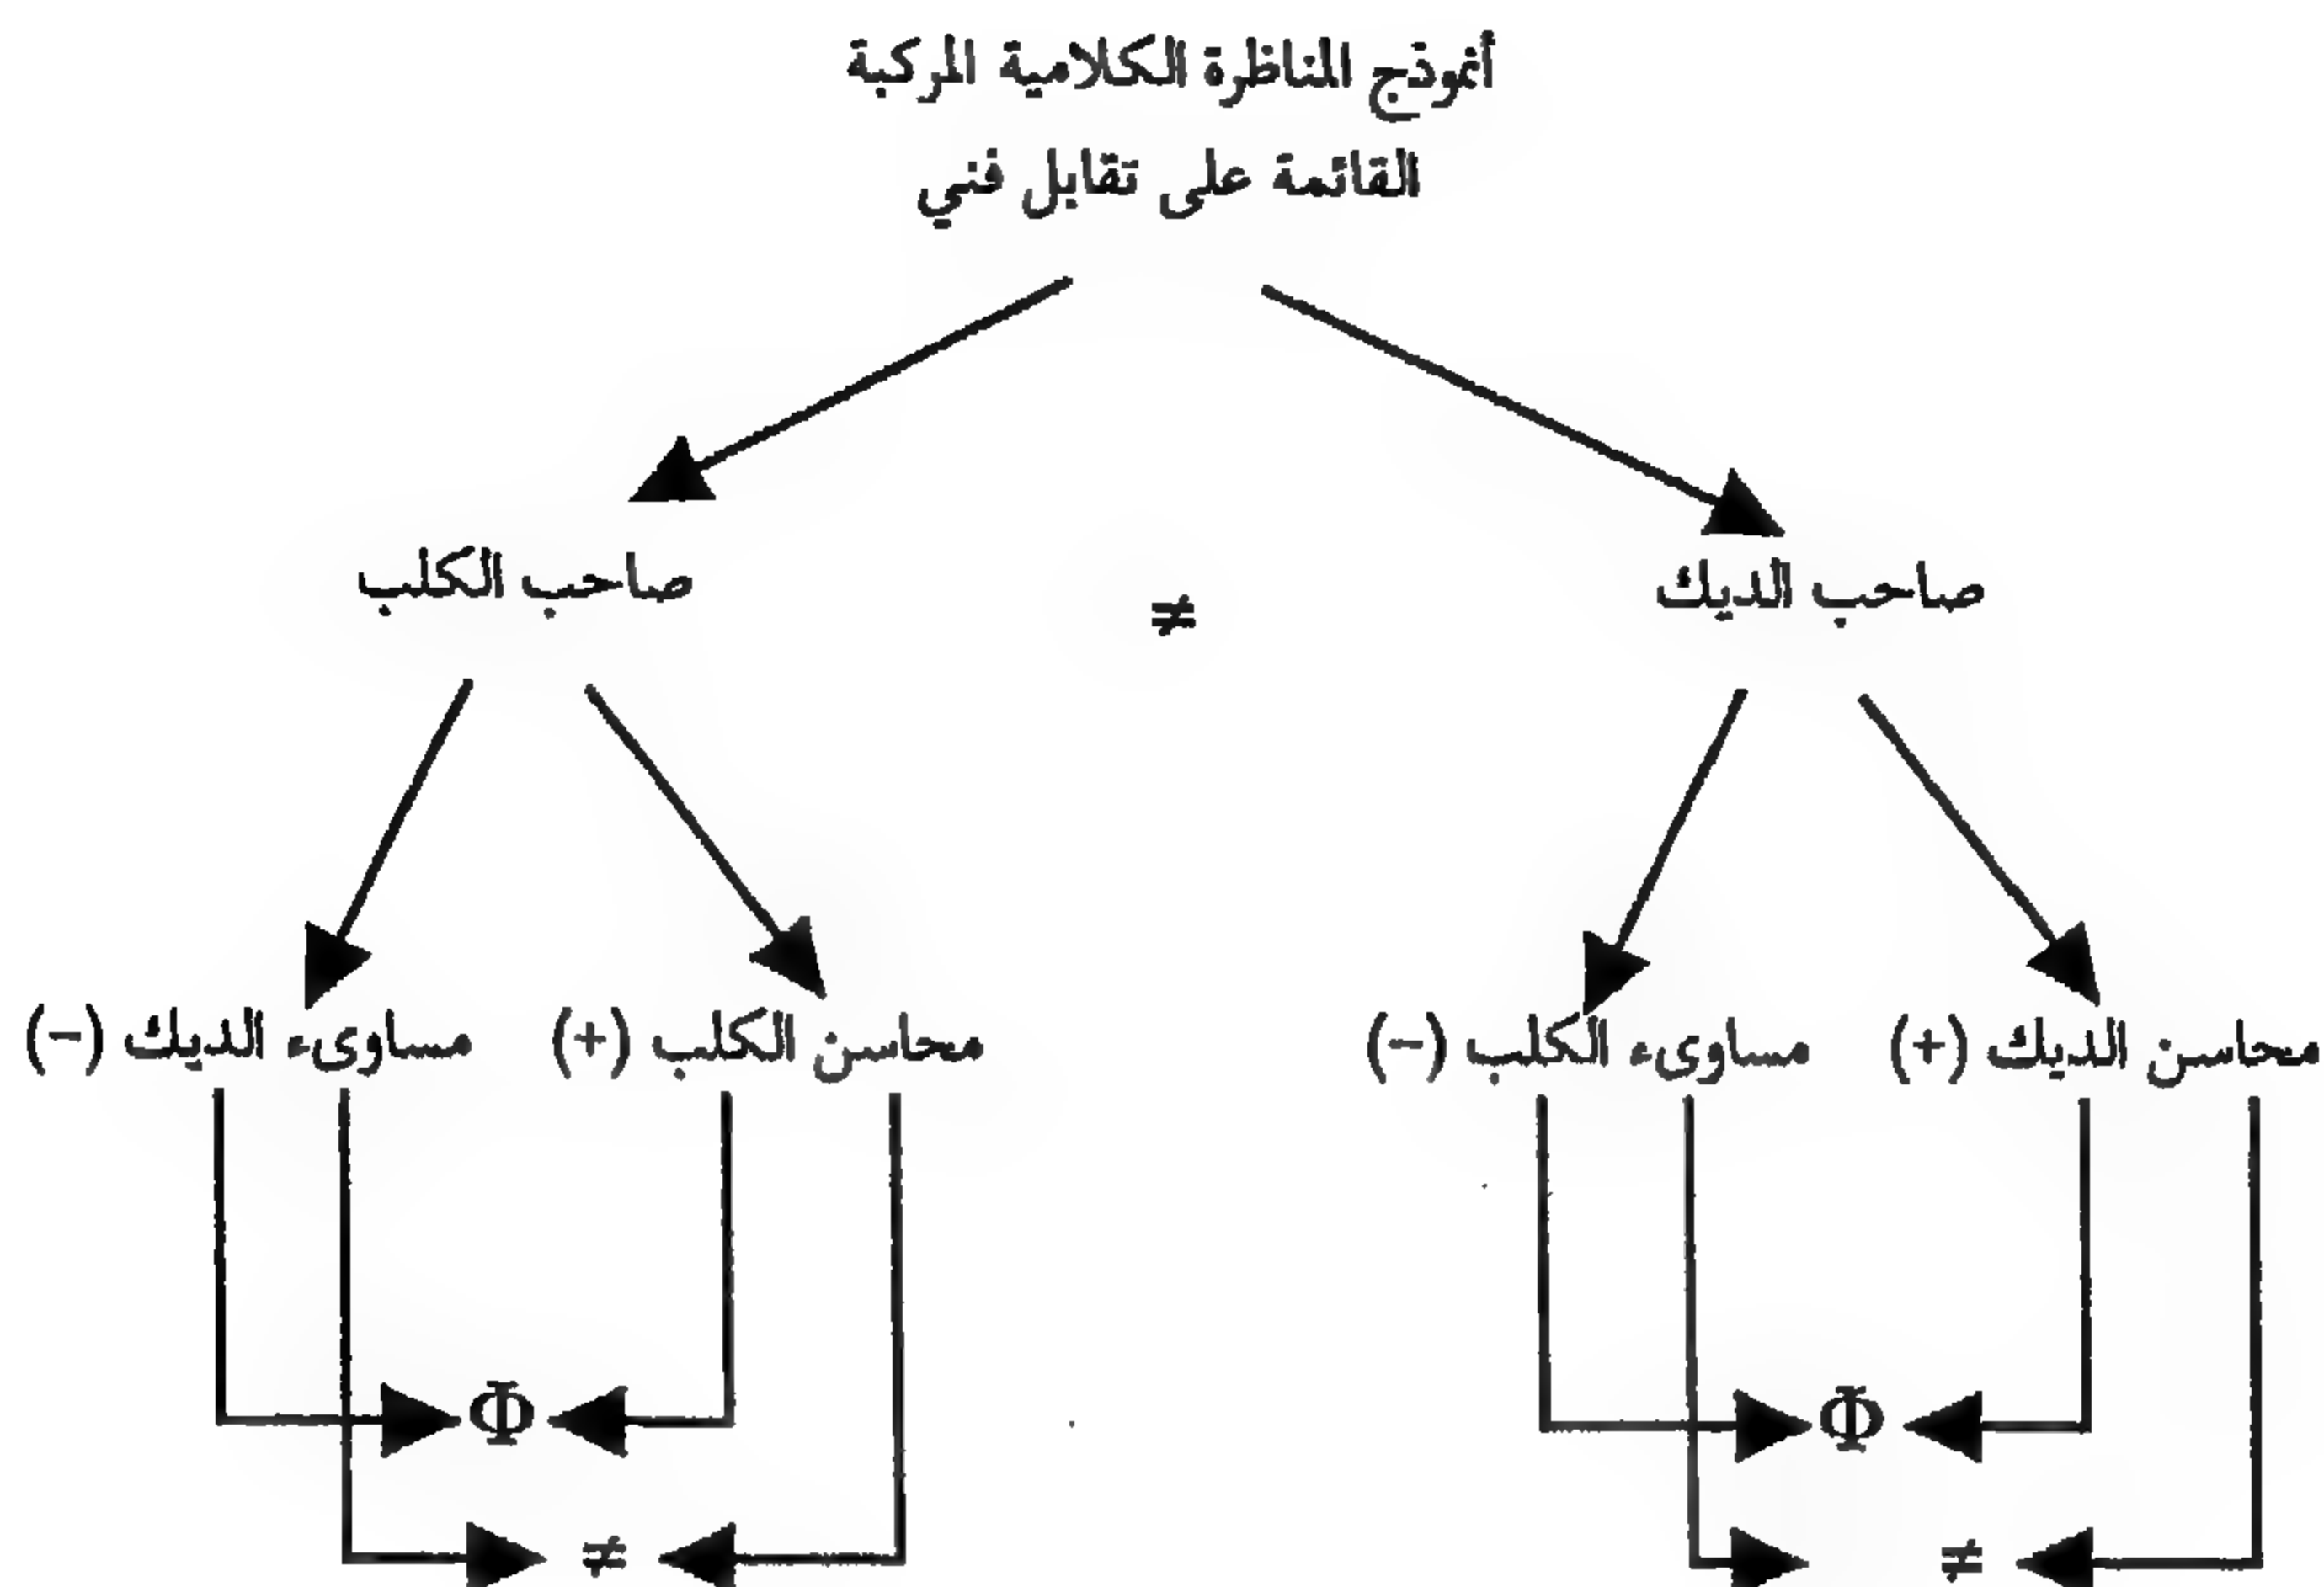 أنموذج المناظرة الكلامية المركبة
القائمة على تقابل فني
صاحب الديك ≠ صاحب الكلب
محاسن الديك (+) مساوىء الكلب (-) محاسن الكلب (+) مساوىء الديك (-)
Φ Φ
≠ ≠